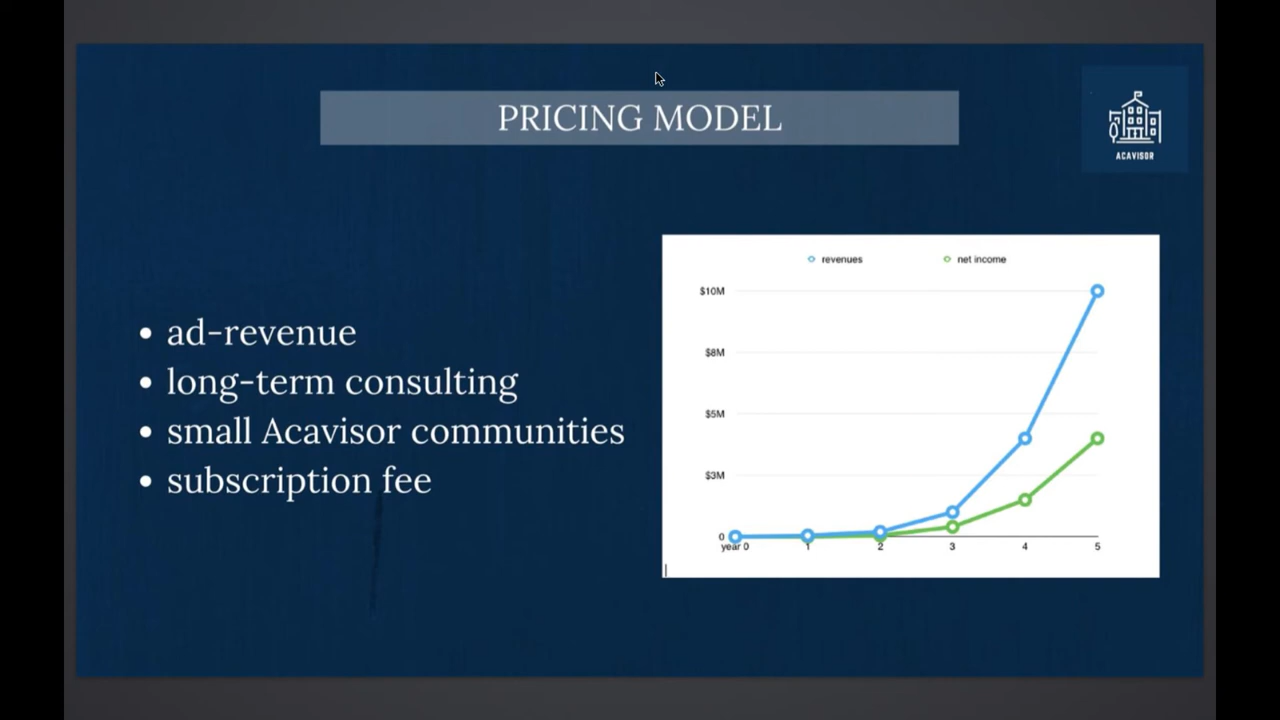 PRICING MODEL
ACAVISOR
• ad-revenue
• long-term consulting
• small Acavisor communities
• subscription fee
revenues net income
$10M
$8M
$5M
$3M
0
year 0 1 2 3 4 5